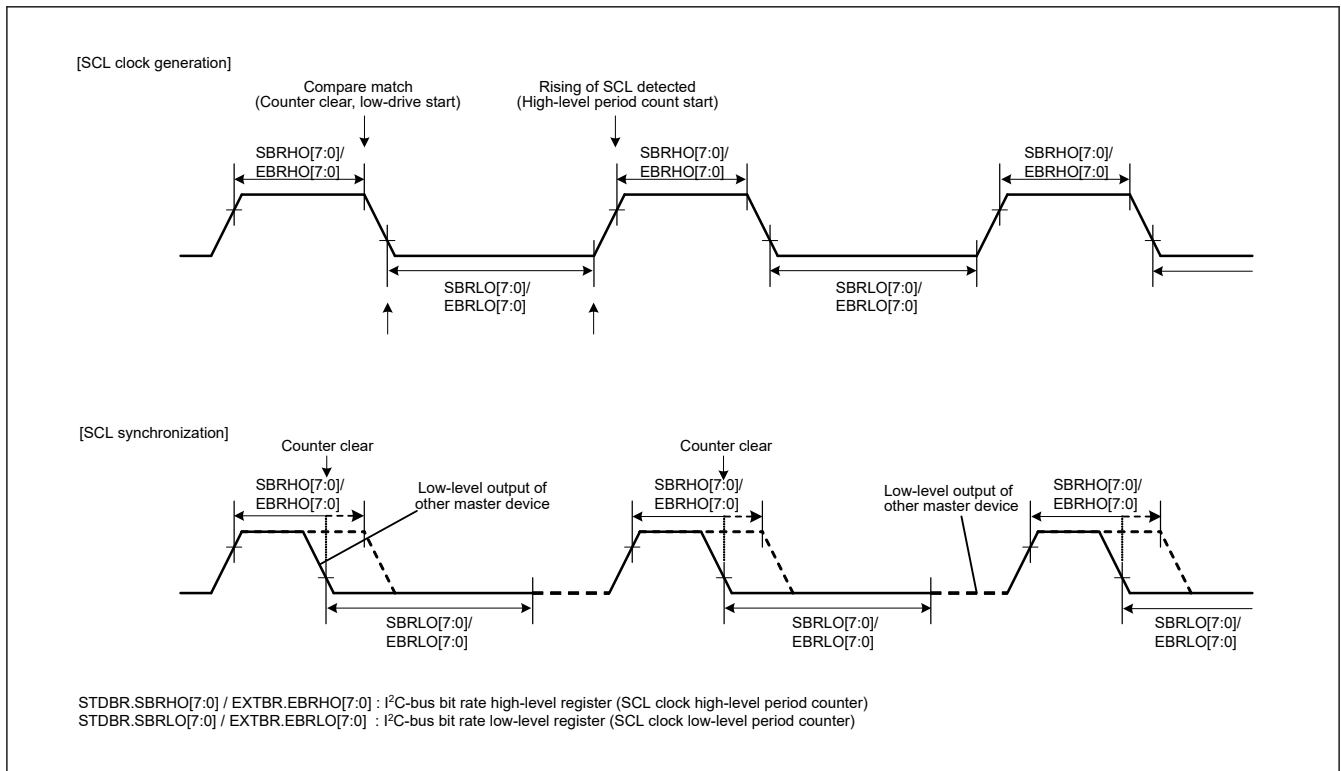 [SCL clock generation]
Compare match
(Counter clear, low-drive start)
Rising of SCL detected
(High-level period count start)
SBRHO[7:0]/
EBRHO[7:0]
SBRHO[7:0]/
EBRHO[7:0]
SBRHO[7:0]/
EBRHO[7:0]
SBRLO[7:0]/
EBRLO[7:0]
SBRLO[7:0]/
EBRLO[7:0]
[SCL synchronization]
Counter clear
Counter clear
SBRHO[7:0]/
EBRHO[7:0]
Low-level output of
other master device
SBRHO[7:0]/
EBRHO[7:0]
Low-level output of
other master device
SBRHO[7:0]/
EBRHO[7:0]
SBRLO[7:0]/
EBRLO[7:0]
SBRLO[7:0]/
EBRLO[7:0]
SBRLO[7:0]/
EBRLO[7:0]
STDBR.SBRHO[7:0] / EXTBR.EBRHO[7:0] : I²C-bus bit rate high-level register (SCL clock high-level period counter)
STDBR.SBRLO[7:0] / EXTBR.EBRLO[7:0] : I²C-bus bit rate low-level register (SCL clock low-level period counter)